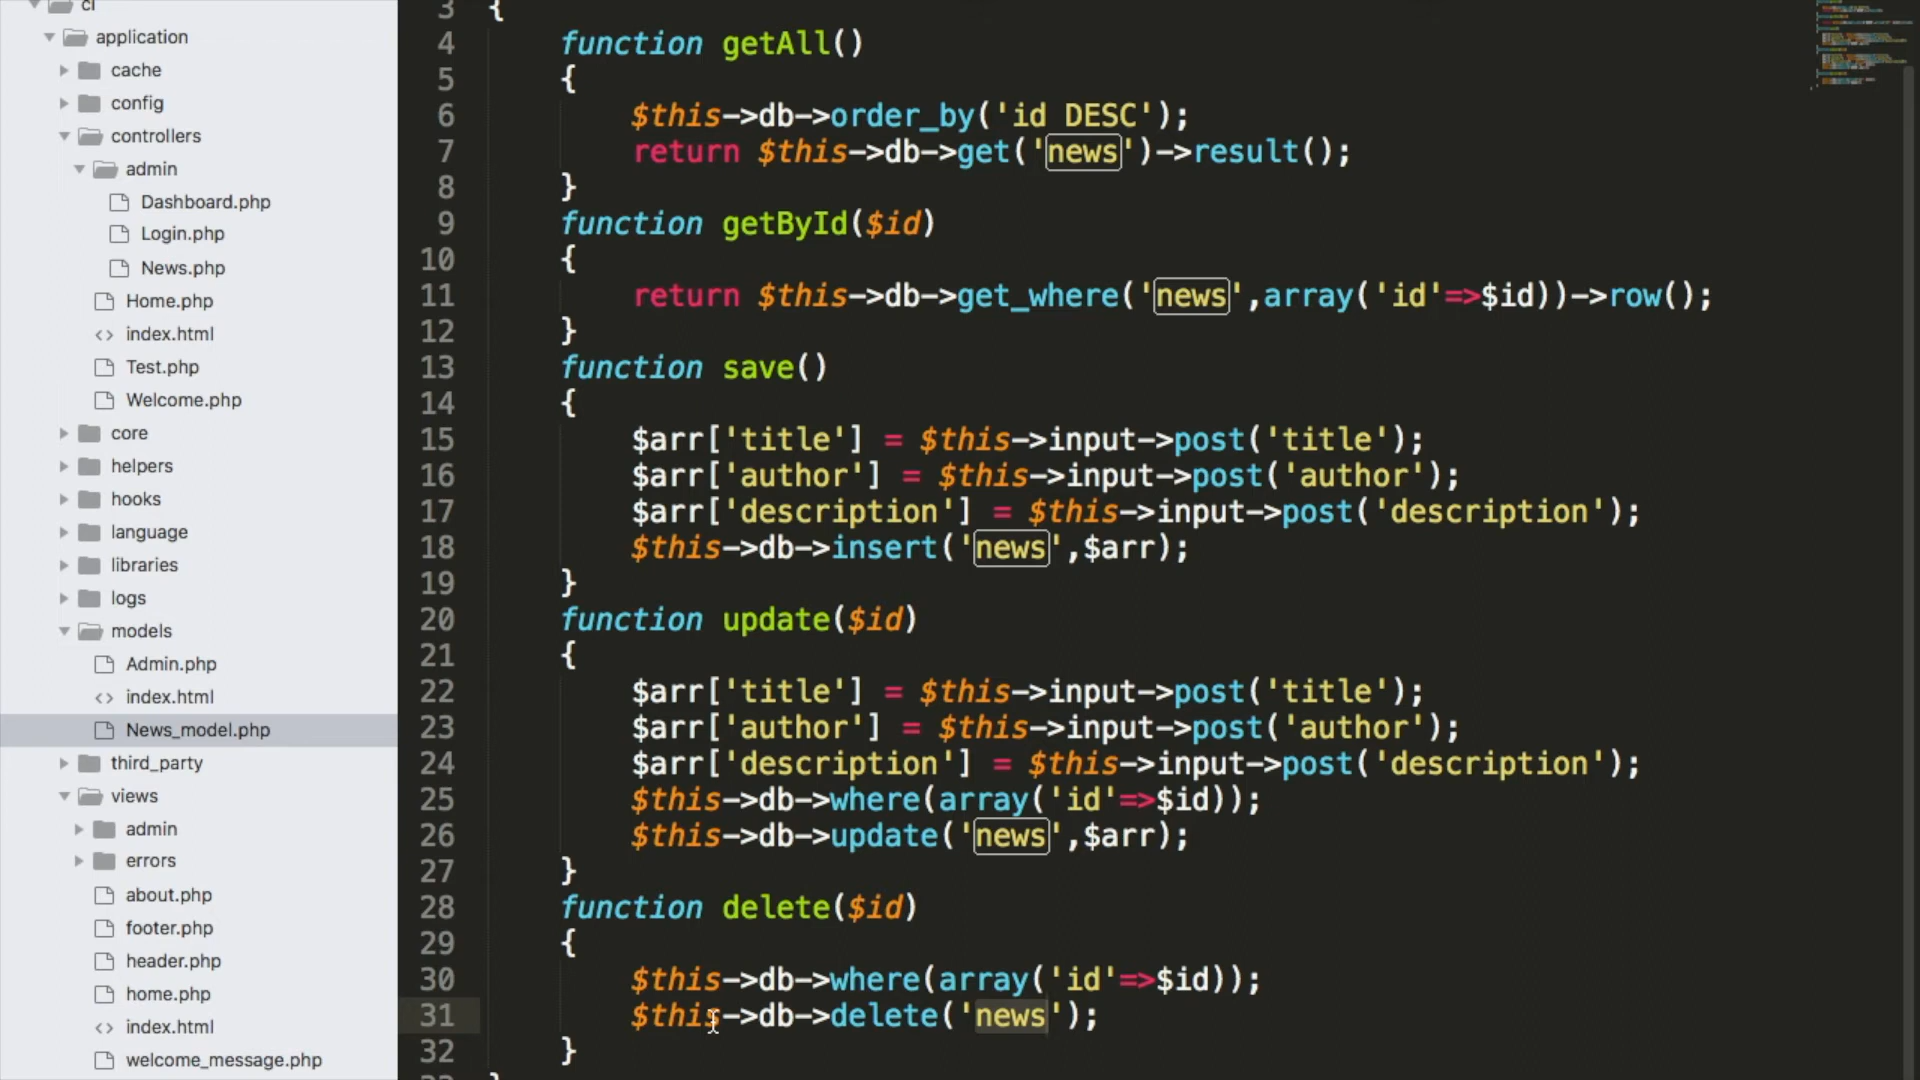 ci
application
cache
config
controllers
admin
Dashboard.php
Login.php
News.php
Home.php
<> index.html
Test.php
Welcome.php
core
helpers
hooks
language
libraries
logs
models
Admin.php
<> index.html
News_model.php
third_party
views
admin
errors
about.php
footer.php
header.php
home.php
<> index.html
welcome_message.php
3 {
4 function getAll()
5 {
6 $this->db->order_by('id DESC');
7 return $this->db->get('news')->result();
8 }
9 function getById($id)
10 {
11 return $this->db->get_where('news',array('id'=>$id))->row();
12 }
13 function save()
14 {
15 $arr['title'] = $this->input->post('title');
16 $arr['author'] = $this->input->post('author');
17 $arr['description'] = $this->input->post('description');
18 $this->db->insert('news',$arr);
19 }
20 function update($id)
21 {
22 $arr['title'] = $this->input->post('title');
23 $arr['author'] = $this->input->post('author');
24 $arr['description'] = $this->input->post('description');
25 $this->db->where(array('id'=>$id));
26 $this->db->update('news',$arr);
27 }
28 function delete($id)
29 {
30 $this->db->where(array('id'=>$id));
31 $this->db->delete('news');
32 }